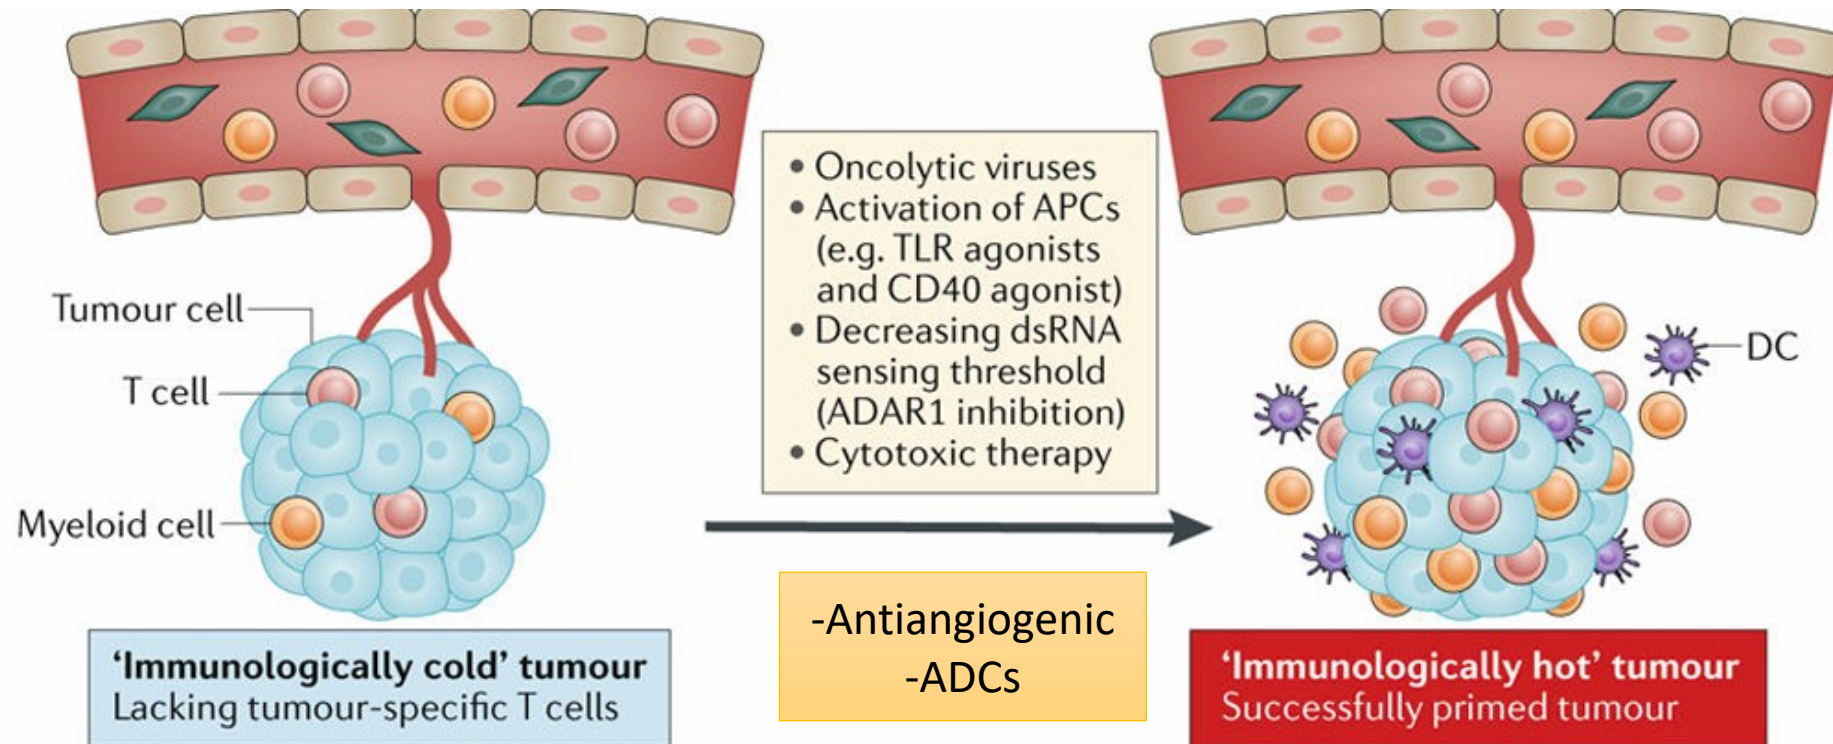 Tumour cell
T cell
Myeloid cell
'Immunologically cold' tumour
Lacking tumour-specific T cells
• Oncolytic viruses
• Activation of APCs
(e.g. TLR agonists
and CD40 agonist)
• Decreasing dsRNA
sensing threshold
(ADAR1 inhibition)
• Cytotoxic therapy
-Antiangiogenic
-ADCs
DC
'Immunologically hot' tumour
Successfully primed tumour